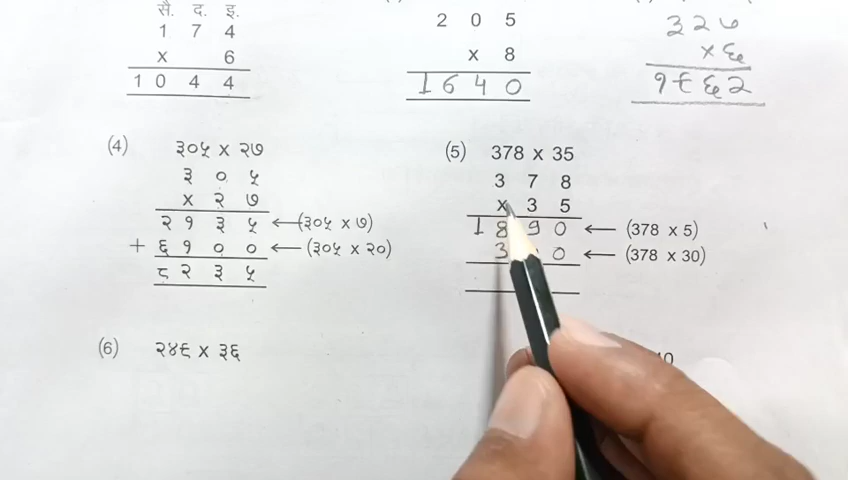 सै. द. इ.
1 7 4
x 6
1 0 4 4
2 0 5
x 8
1 6 4 0
३२७
x ६
१९६२
(4) ३०५ x २७
३ ० ५
x २ ७
२ १ ३ ५ ← (३०५ x ७)
+ ६ १ ० ० ← (३०५ x २०)
८ २ ३ ५
(5) 378 x 35
3 7 8
x 3 5
1 8 9 0 ← (378 x 5)
3 0 ← (378 x 30)
(6) २४९ x ३६